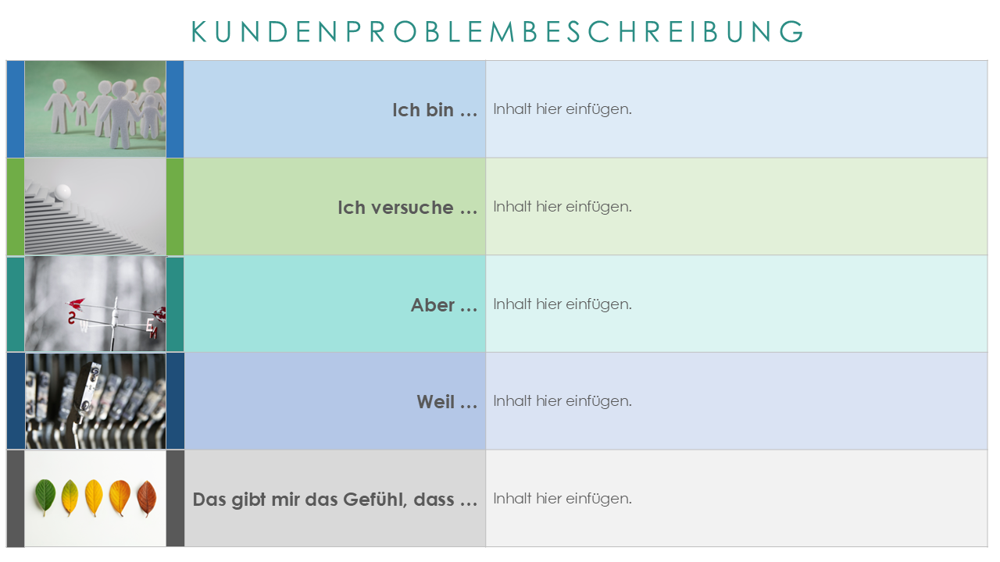 KUNDENPROBLEMBESCHREIBUNG
Ich bin …
Inhalt hier einfügen.
Ich versuche …
Inhalt hier einfügen.
Aber …
Inhalt hier einfügen.
S W E N
Weil …
Inhalt hier einfügen.
Das gibt mir das Gefühl, dass …
Inhalt hier einfügen.